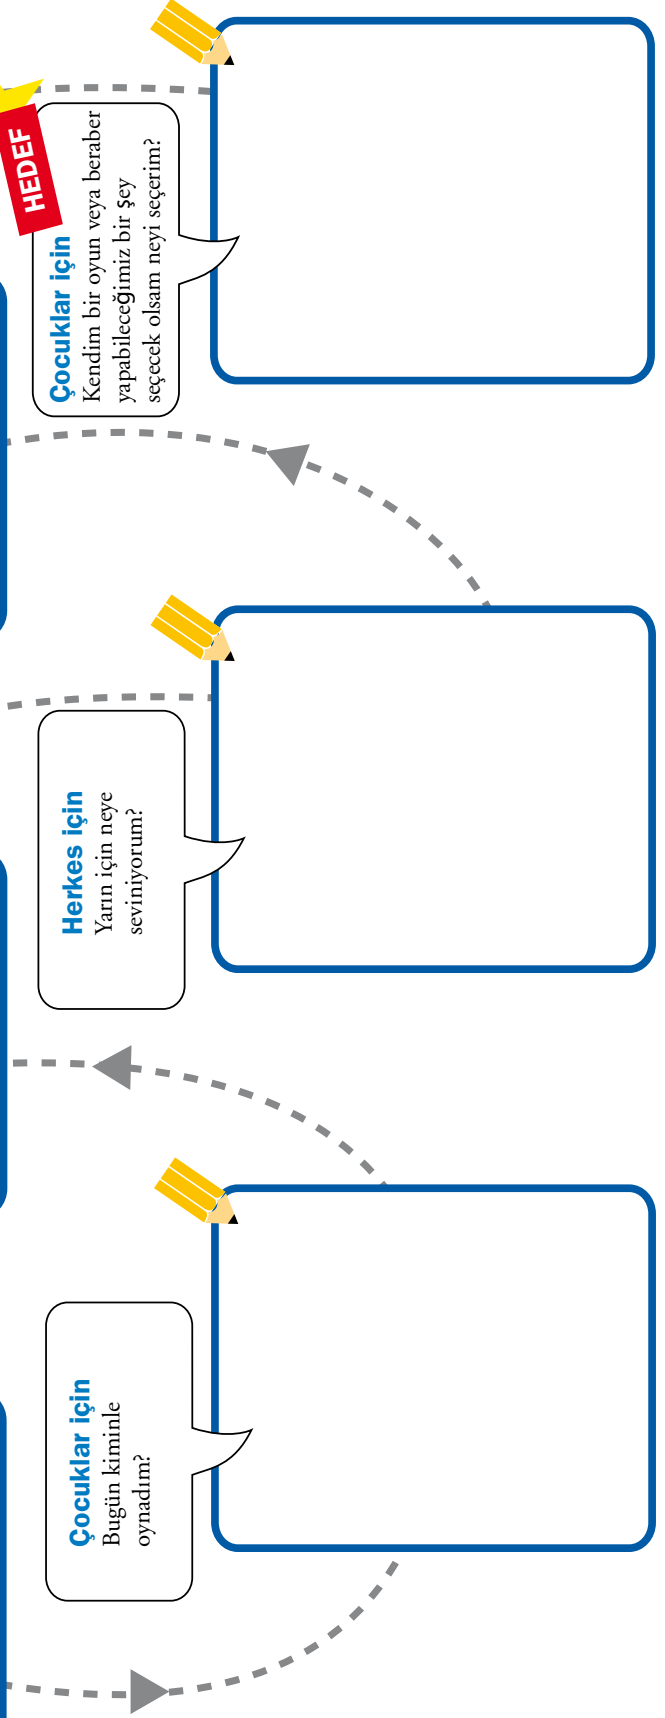 Çocuklar için
Bugün kiminle
oynadım?
Herkes için
Yarın için neye
seviniyorum?
HEDEF
Çocuklar için
Kendim bir oyun veya beraber
yapabileceğimiz bir şey
seçecek olsam neyi seçerim?